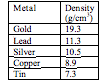 Metal Density
(g/cm³)
Gold 19.3
Lead 11.3
Silver 10.5
Copper 8.9
Tin 7.3